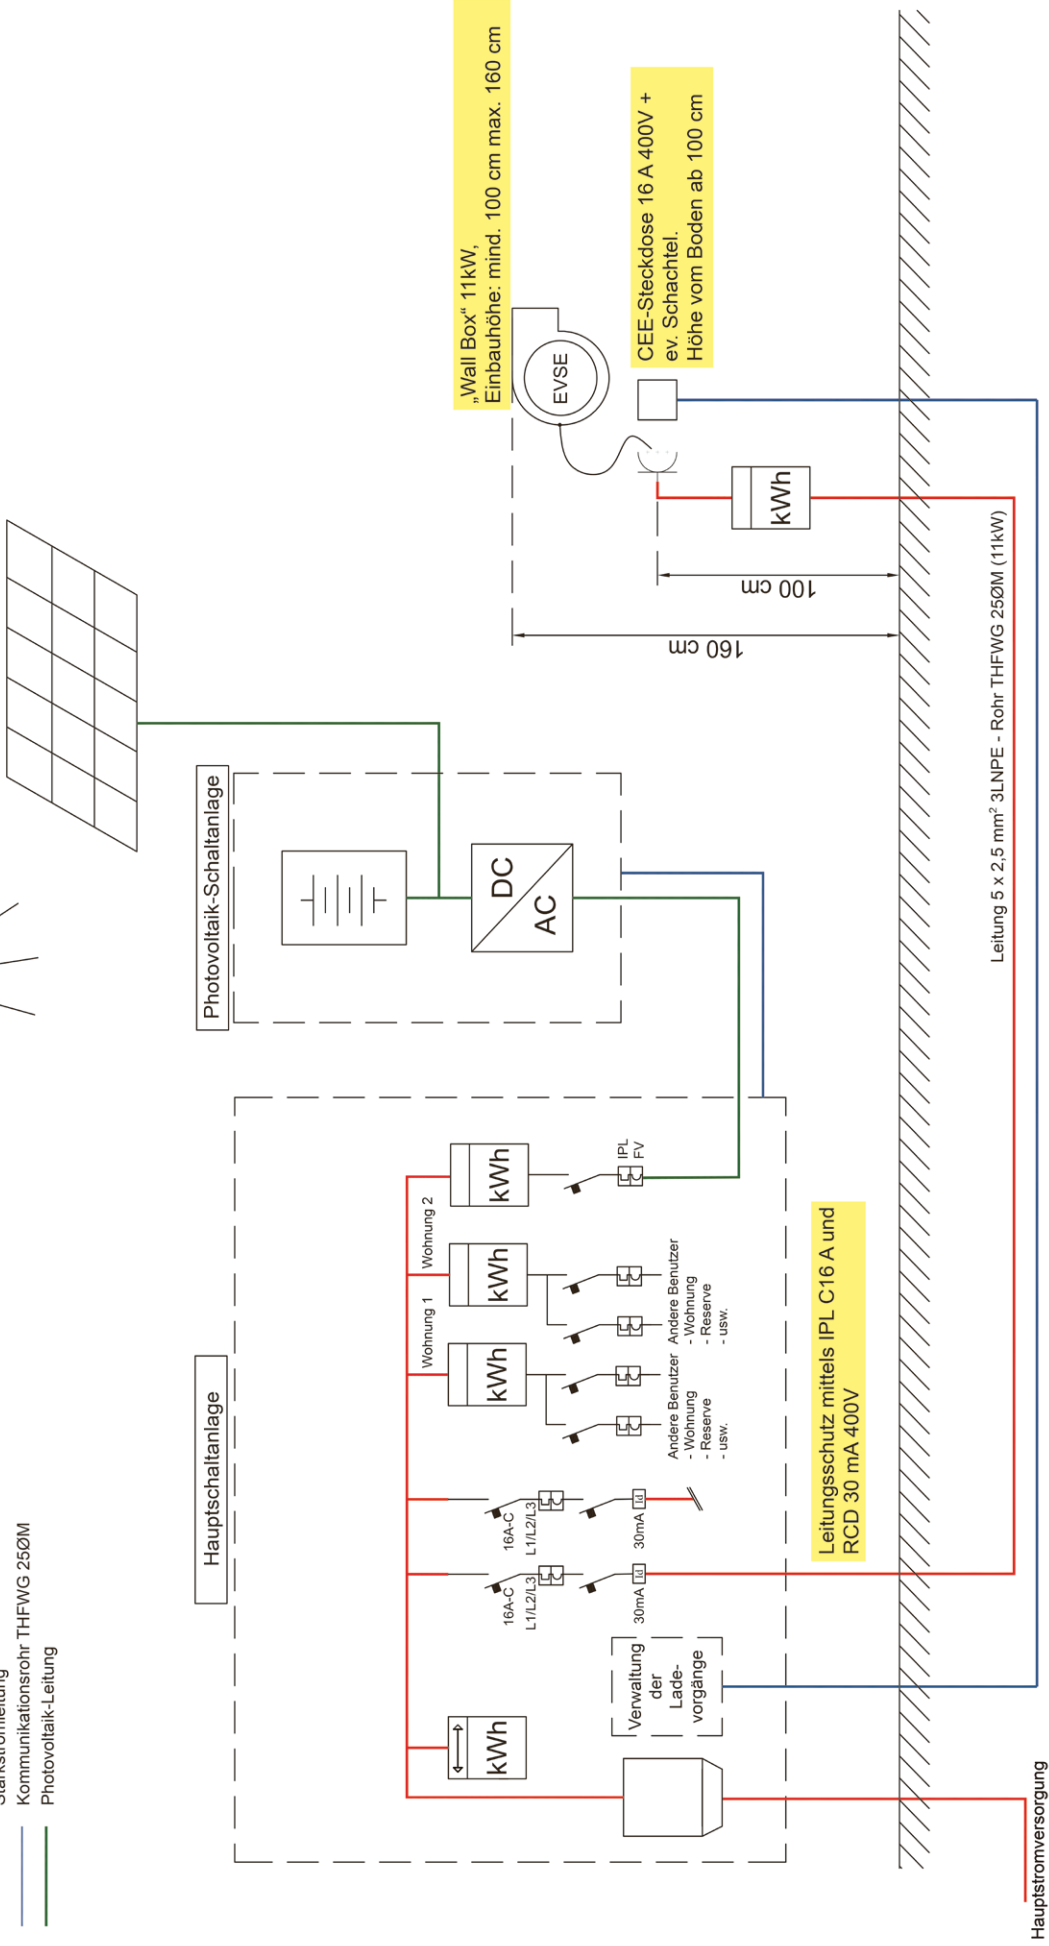 Starkstromleitung
Kommunikationsrohr THFWG 25ØM
Photovoltaik-Leitung
Hauptschaltanlage
Photovoltaik-Schaltanlage
„Wall Box“ 11kW,
Einbauhöhe: mind. 100 cm max. 160 cm
EVSE
CEE-Steckdose 16 A 400V +
ev. Schachtel.
Höhe vom Boden ab 100 cm
kWh
160 cm
100 cm
DC
AC
Wohnung 1
Wohnung 2
kWh
kWh
kWh
kWh
16A-C
L1/L2/L3
30mA
Id
16A-C
L1/L2/L3
30mA
Id
Andere Benutzer
- Wohnung
- Reserve
- usw.
Andere Benutzer
- Wohnung
- Reserve
- usw.
IPL
FV
Verwaltung
der
Lade-
vorgänge
Leitungsschutz mittels IPL C16 A und
RCD 30 mA 400V
Leitung 5 x 2,5 mm² 3LNPE - Rohr THFWG 25ØM (11kW)
Hauptstromversorgung